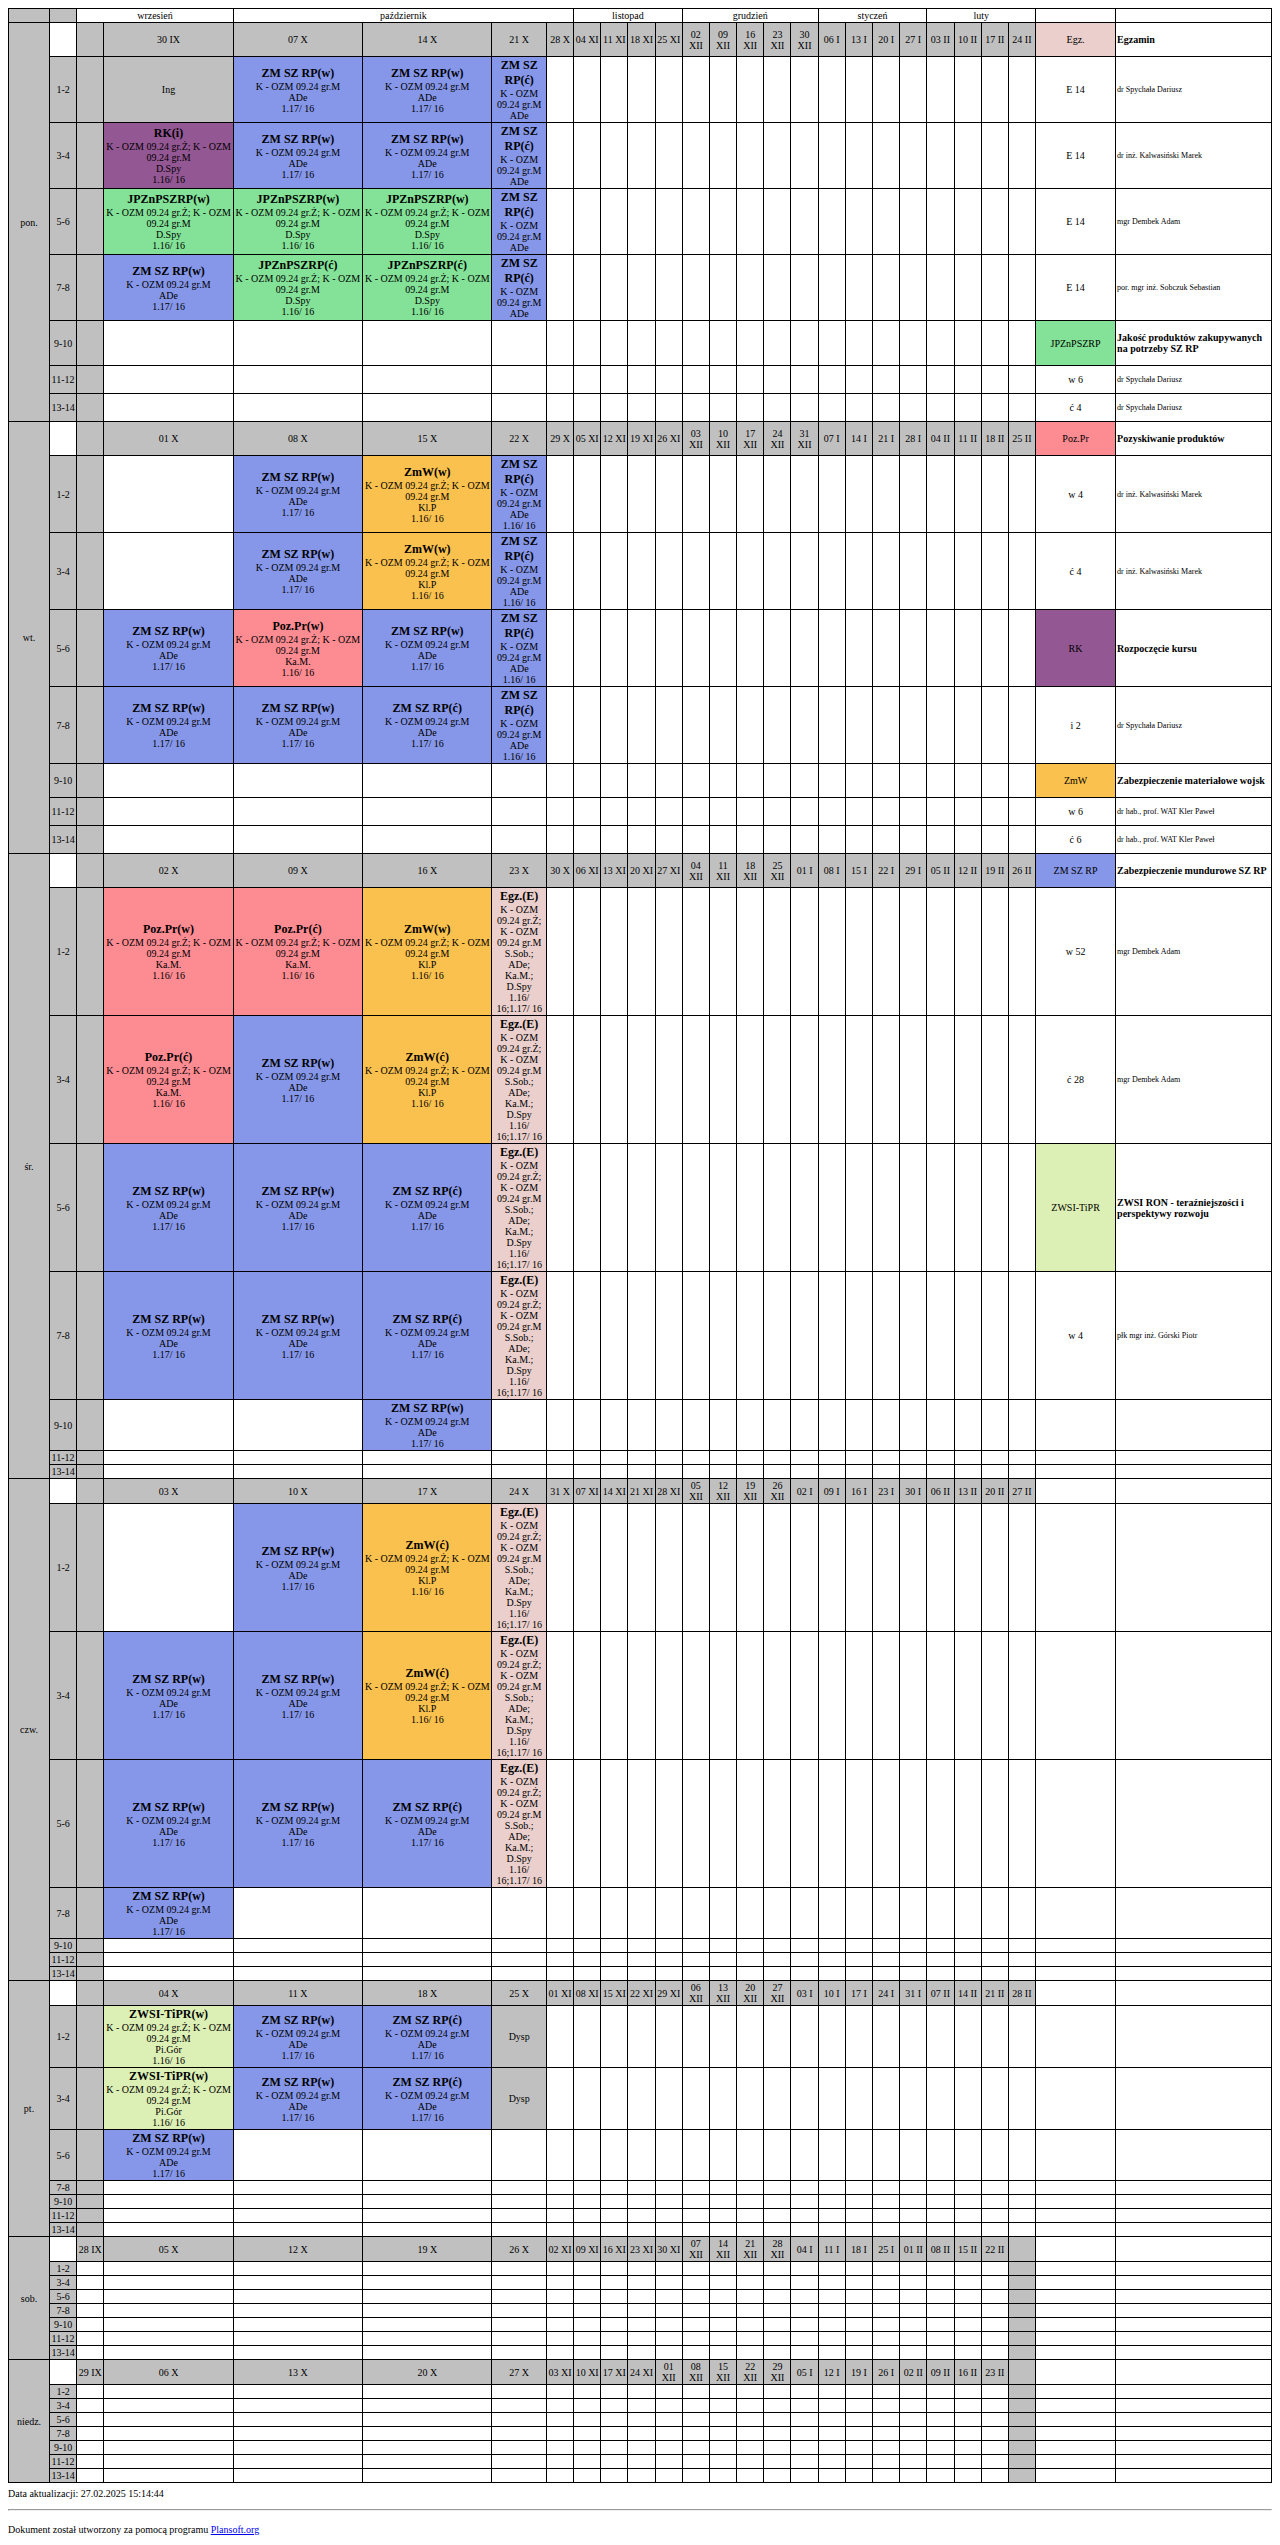 wrzesień październik listopad grudzień styczeń luty
pon. 30 IX 07 X 14 X 21 X 28 X 04 XI 11 XI 18 XI 25 XI 02 XII 09 XII 16 XII 23 XII 30 XII 06 I 13 I 20 I 27 I 03 II 10 II 17 II 24 II Egz. Egzamin
1-2 Ing
ZM SZ RP(w)
K - OZM 09.24 gr.M
ADe
1.17/ 16
ZM SZ RP(w)
K - OZM 09.24 gr.M
ADe
1.17/ 16
ZM SZ
RP(ć)
K - OZM
09.24 gr.M
ADe
E 14 dr Spychała Dariusz
3-4
RK(i)
K - OZM 09.24 gr.Ż; K - OZM
09.24 gr.M
D.Spy
1.16/ 16
ZM SZ RP(w)
K - OZM 09.24 gr.M
ADe
1.17/ 16
ZM SZ RP(w)
K - OZM 09.24 gr.M
ADe
1.17/ 16
ZM SZ
RP(ć)
K - OZM
09.24 gr.M
ADe
E 14 dr inż. Kalwasiński Marek
5-6
JPZnPSZRP(w)
K - OZM 09.24 gr.Ż; K - OZM
09.24 gr.M
D.Spy
1.16/ 16
JPZnPSZRP(w)
K - OZM 09.24 gr.Ż; K - OZM
09.24 gr.M
D.Spy
1.16/ 16
JPZnPSZRP(w)
K - OZM 09.24 gr.Ż; K - OZM
09.24 gr.M
D.Spy
1.16/ 16
ZM SZ
RP(ć)
K - OZM
09.24 gr.M
ADe
E 14 mgr Dembek Adam
7-8
ZM SZ RP(w)
K - OZM 09.24 gr.M
ADe
1.17/ 16
JPZnPSZRP(ć)
K - OZM 09.24 gr.Ż; K - OZM
09.24 gr.M
D.Spy
1.16/ 16
JPZnPSZRP(ć)
K - OZM 09.24 gr.Ż; K - OZM
09.24 gr.M
D.Spy
1.16/ 16
ZM SZ
RP(ć)
K - OZM
09.24 gr.M
ADe
E 14 por. mgr inż. Sobczuk Sebastian
9-10 JPZnPSZRP Jakość produktów zakupywanych
na potrzeby SZ RP
11-12 w 6 dr Spychała Dariusz
13-14 ć 4 dr Spychała Dariusz
wt. 01 X 08 X 15 X 22 X 29 X 05 XI 12 XI 19 XI 26 XI 03 XII 10 XII 17 XII 24 XII 31 XII 07 I 14 I 21 I 28 I 04 II 11 II 18 II 25 II Poz.Pr Pozyskiwanie produktów
1-2
ZM SZ RP(w)
K - OZM 09.24 gr.M
ADe
1.17/ 16
ZmW(w)
K - OZM 09.24 gr.Ż; K - OZM
09.24 gr.M
Kl.P
1.16/ 16
ZM SZ
RP(ć)
K - OZM
09.24 gr.M
ADe
1.16/ 16
w 4 dr inż. Kalwasiński Marek
3-4
ZM SZ RP(w)
K - OZM 09.24 gr.M
ADe
1.17/ 16
ZmW(w)
K - OZM 09.24 gr.Ż; K - OZM
09.24 gr.M
Kl.P
1.16/ 16
ZM SZ
RP(ć)
K - OZM
09.24 gr.M
ADe
1.16/ 16
ć 4 dr inż. Kalwasiński Marek
5-6
ZM SZ RP(w)
K - OZM 09.24 gr.M
ADe
1.17/ 16
Poz.Pr(w)
K - OZM 09.24 gr.Ż; K - OZM
09.24 gr.M
Ka.M.
1.16/ 16
ZM SZ RP(w)
K - OZM 09.24 gr.M
ADe
1.17/ 16
ZM SZ
RP(ć)
K - OZM
09.24 gr.M
ADe
1.16/ 16
RK Rozpoczęcie kursu
7-8
ZM SZ RP(w)
K - OZM 09.24 gr.M
ADe
1.17/ 16
ZM SZ RP(w)
K - OZM 09.24 gr.M
ADe
1.17/ 16
ZM SZ RP(ć)
K - OZM 09.24 gr.M
ADe
1.17/ 16
ZM SZ
RP(ć)
K - OZM
09.24 gr.M
ADe
1.16/ 16
i 2 dr Spychała Dariusz
9-10 ZmW Zabezpieczenie materiałowe wojsk
11-12 w 6 dr hab., prof. WAT Kler Paweł
13-14 ć 6 dr hab., prof. WAT Kler Paweł
śr. 02 X 09 X 16 X 23 X 30 X 06 XI 13 XI 20 XI 27 XI 04 XII 11 XII 18 XII 25 XII 01 I 08 I 15 I 22 I 29 I 05 II 12 II 19 II 26 II ZM SZ RP Zabezpieczenie mundurowe SZ RP
1-2
Poz.Pr(w)
K - OZM 09.24 gr.Ż; K - OZM
09.24 gr.M
Ka.M.
1.16/ 16
Poz.Pr(ć)
K - OZM 09.24 gr.Ż; K - OZM
09.24 gr.M
Ka.M.
1.16/ 16
ZmW(w)
K - OZM 09.24 gr.Ż; K - OZM
09.24 gr.M
Kl.P
1.16/ 16
Egz.(E)
K - OZM
09.24 gr.Ż;
K - OZM
09.24 gr.M
S.Sob.;
ADe;
Ka.M.;
D.Spy
1.16/
16;1.17/ 16
w 52 mgr Dembek Adam
3-4
Poz.Pr(ć)
K - OZM 09.24 gr.Ż; K - OZM
09.24 gr.M
Ka.M.
1.16/ 16
ZM SZ RP(w)
K - OZM 09.24 gr.M
ADe
1.17/ 16
ZmW(ć)
K - OZM 09.24 gr.Ż; K - OZM
09.24 gr.M
Kl.P
1.16/ 16
Egz.(E)
K - OZM
09.24 gr.Ż;
K - OZM
09.24 gr.M
S.Sob.;
ADe;
Ka.M.;
D.Spy
1.16/
16;1.17/ 16
ć 28 mgr Dembek Adam
5-6
ZM SZ RP(w)
K - OZM 09.24 gr.M
ADe
1.17/ 16
ZM SZ RP(w)
K - OZM 09.24 gr.M
ADe
1.17/ 16
ZM SZ RP(ć)
K - OZM 09.24 gr.M
ADe
1.17/ 16
Egz.(E)
K - OZM
09.24 gr.Ż;
K - OZM
09.24 gr.M
S.Sob.;
ADe;
Ka.M.;
D.Spy
1.16/
16;1.17/ 16
ZWSI-TiPR ZWSI RON - teraźniejszości i
perspektywy rozwoju
7-8
ZM SZ RP(w)
K - OZM 09.24 gr.M
ADe
1.17/ 16
ZM SZ RP(w)
K - OZM 09.24 gr.M
ADe
1.17/ 16
ZM SZ RP(ć)
K - OZM 09.24 gr.M
ADe
1.17/ 16
Egz.(E)
K - OZM
09.24 gr.Ż;
K - OZM
09.24 gr.M
S.Sob.;
ADe;
Ka.M.;
D.Spy
1.16/
16;1.17/ 16
w 4 płk mgr inż. Górski Piotr
9-10
ZM SZ RP(w)
K - OZM 09.24 gr.M
ADe
1.17/ 16
11-12
13-14
czw. 03 X 10 X 17 X 24 X 31 X 07 XI 14 XI 21 XI 28 XI 05 XII 12 XII 19 XII 26 XII 02 I 09 I 16 I 23 I 30 I 06 II 13 II 20 II 27 II
1-2
ZM SZ RP(w)
K - OZM 09.24 gr.M
ADe
1.17/ 16
ZmW(ć)
K - OZM 09.24 gr.Ż; K - OZM
09.24 gr.M
Kl.P
1.16/ 16
Egz.(E)
K - OZM
09.24 gr.Ż;
K - OZM
09.24 gr.M
S.Sob.;
ADe;
Ka.M.;
D.Spy
1.16/
16;1.17/ 16
3-4
ZM SZ RP(w)
K - OZM 09.24 gr.M
ADe
1.17/ 16
ZM SZ RP(w)
K - OZM 09.24 gr.M
ADe
1.17/ 16
ZmW(ć)
K - OZM 09.24 gr.Ż; K - OZM
09.24 gr.M
Kl.P
1.16/ 16
Egz.(E)
K - OZM
09.24 gr.Ż;
K - OZM
09.24 gr.M
S.Sob.;
ADe;
Ka.M.;
D.Spy
1.16/
16;1.17/ 16
5-6
ZM SZ RP(w)
K - OZM 09.24 gr.M
ADe
1.17/ 16
ZM SZ RP(w)
K - OZM 09.24 gr.M
ADe
1.17/ 16
ZM SZ RP(ć)
K - OZM 09.24 gr.M
ADe
1.17/ 16
Egz.(E)
K - OZM
09.24 gr.Ż;
K - OZM
09.24 gr.M
S.Sob.;
ADe;
Ka.M.;
D.Spy
1.16/
16;1.17/ 16
7-8
ZM SZ RP(w)
K - OZM 09.24 gr.M
ADe
1.17/ 16
9-10
11-12
13-14
pt. 04 X 11 X 18 X 25 X 01 XI 08 XI 15 XI 22 XI 29 XI 06 XII 13 XII 20 XII 27 XII 03 I 10 I 17 I 24 I 31 I 07 II 14 II 21 II 28 II
1-2
ZWSI-TiPR(w)
K - OZM 09.24 gr.Ż; K - OZM
09.24 gr.M
Pi.Gór
1.16/ 16
ZM SZ RP(w)
K - OZM 09.24 gr.M
ADe
1.17/ 16
ZM SZ RP(ć)
K - OZM 09.24 gr.M
ADe
1.17/ 16
Dysp
3-4
ZWSI-TiPR(w)
K - OZM 09.24 gr.Ż; K - OZM
09.24 gr.M
Pi.Gór
1.16/ 16
ZM SZ RP(w)
K - OZM 09.24 gr.M
ADe
1.17/ 16
ZM SZ RP(ć)
K - OZM 09.24 gr.M
ADe
1.17/ 16
Dysp
5-6
ZM SZ RP(w)
K - OZM 09.24 gr.M
ADe
1.17/ 16
7-8
9-10
11-12
13-14
sob. 28 IX 05 X 12 X 19 X 26 X 02 XI 09 XI 16 XI 23 XI 30 XI 07 XII 14 XII 21 XII 28 XII 04 I 11 I 18 I 25 I 01 II 08 II 15 II 22 II
1-2
3-4
5-6
7-8
9-10
11-12
13-14
niedz. 29 IX 06 X 13 X 20 X 27 X 03 XI 10 XI 17 XI 24 XI 01 XII 08 XII 15 XII 22 XII 29 XII 05 I 12 I 19 I 26 I 02 II 09 II 16 II 23 II
1-2
3-4
5-6
7-8
9-10
11-12
13-14
Data aktualizacji: 27.02.2025 15:14:44
Dokument został utworzony za pomocą programu Plansoft.org